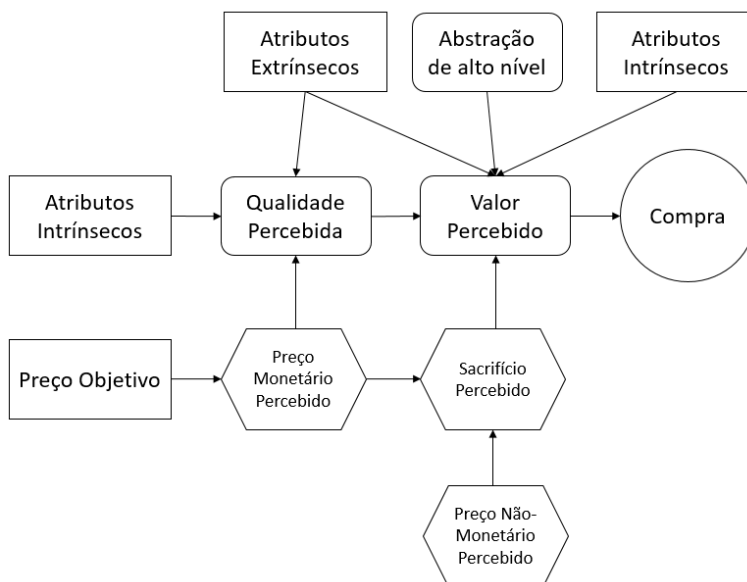 Atributos
Extrínsecos
Abstração
de alto nível
Atributos
Intrínsecos
Atributos
Intrínsecos
Qualidade
Percebida
Valor
Percebido
Compra
Preço Objetivo
Preço
Monetário
Percebido
Sacrifício
Percebido
Preço Não-
Monetário
Percebido